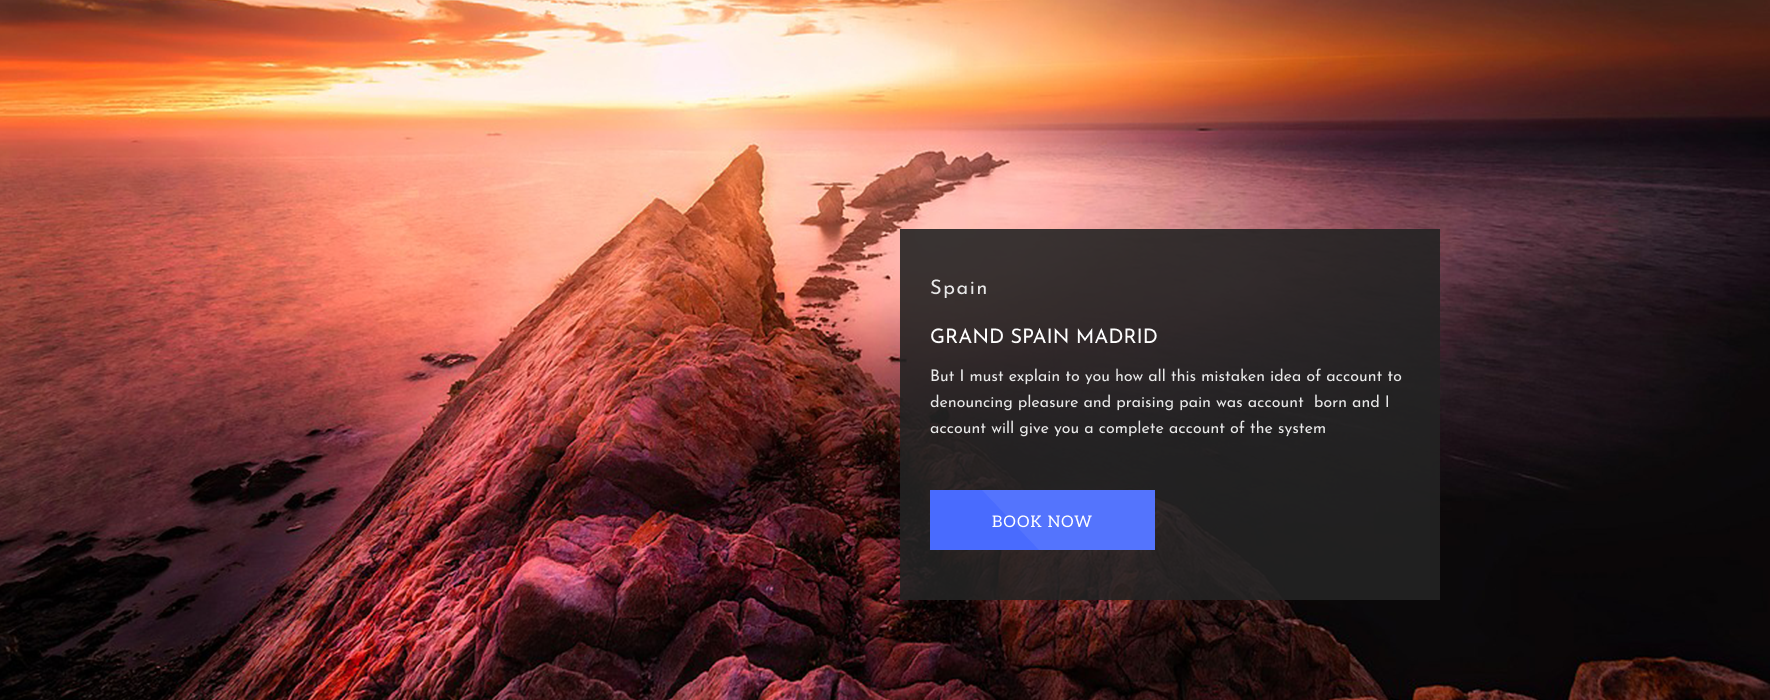 Spain
GRAND SPAIN MADRID
But I must explain to you how all this mistaken idea of account to
denouncing pleasure and praising pain was account  born and I
account will give you a complete account of the system
BOOK NOW